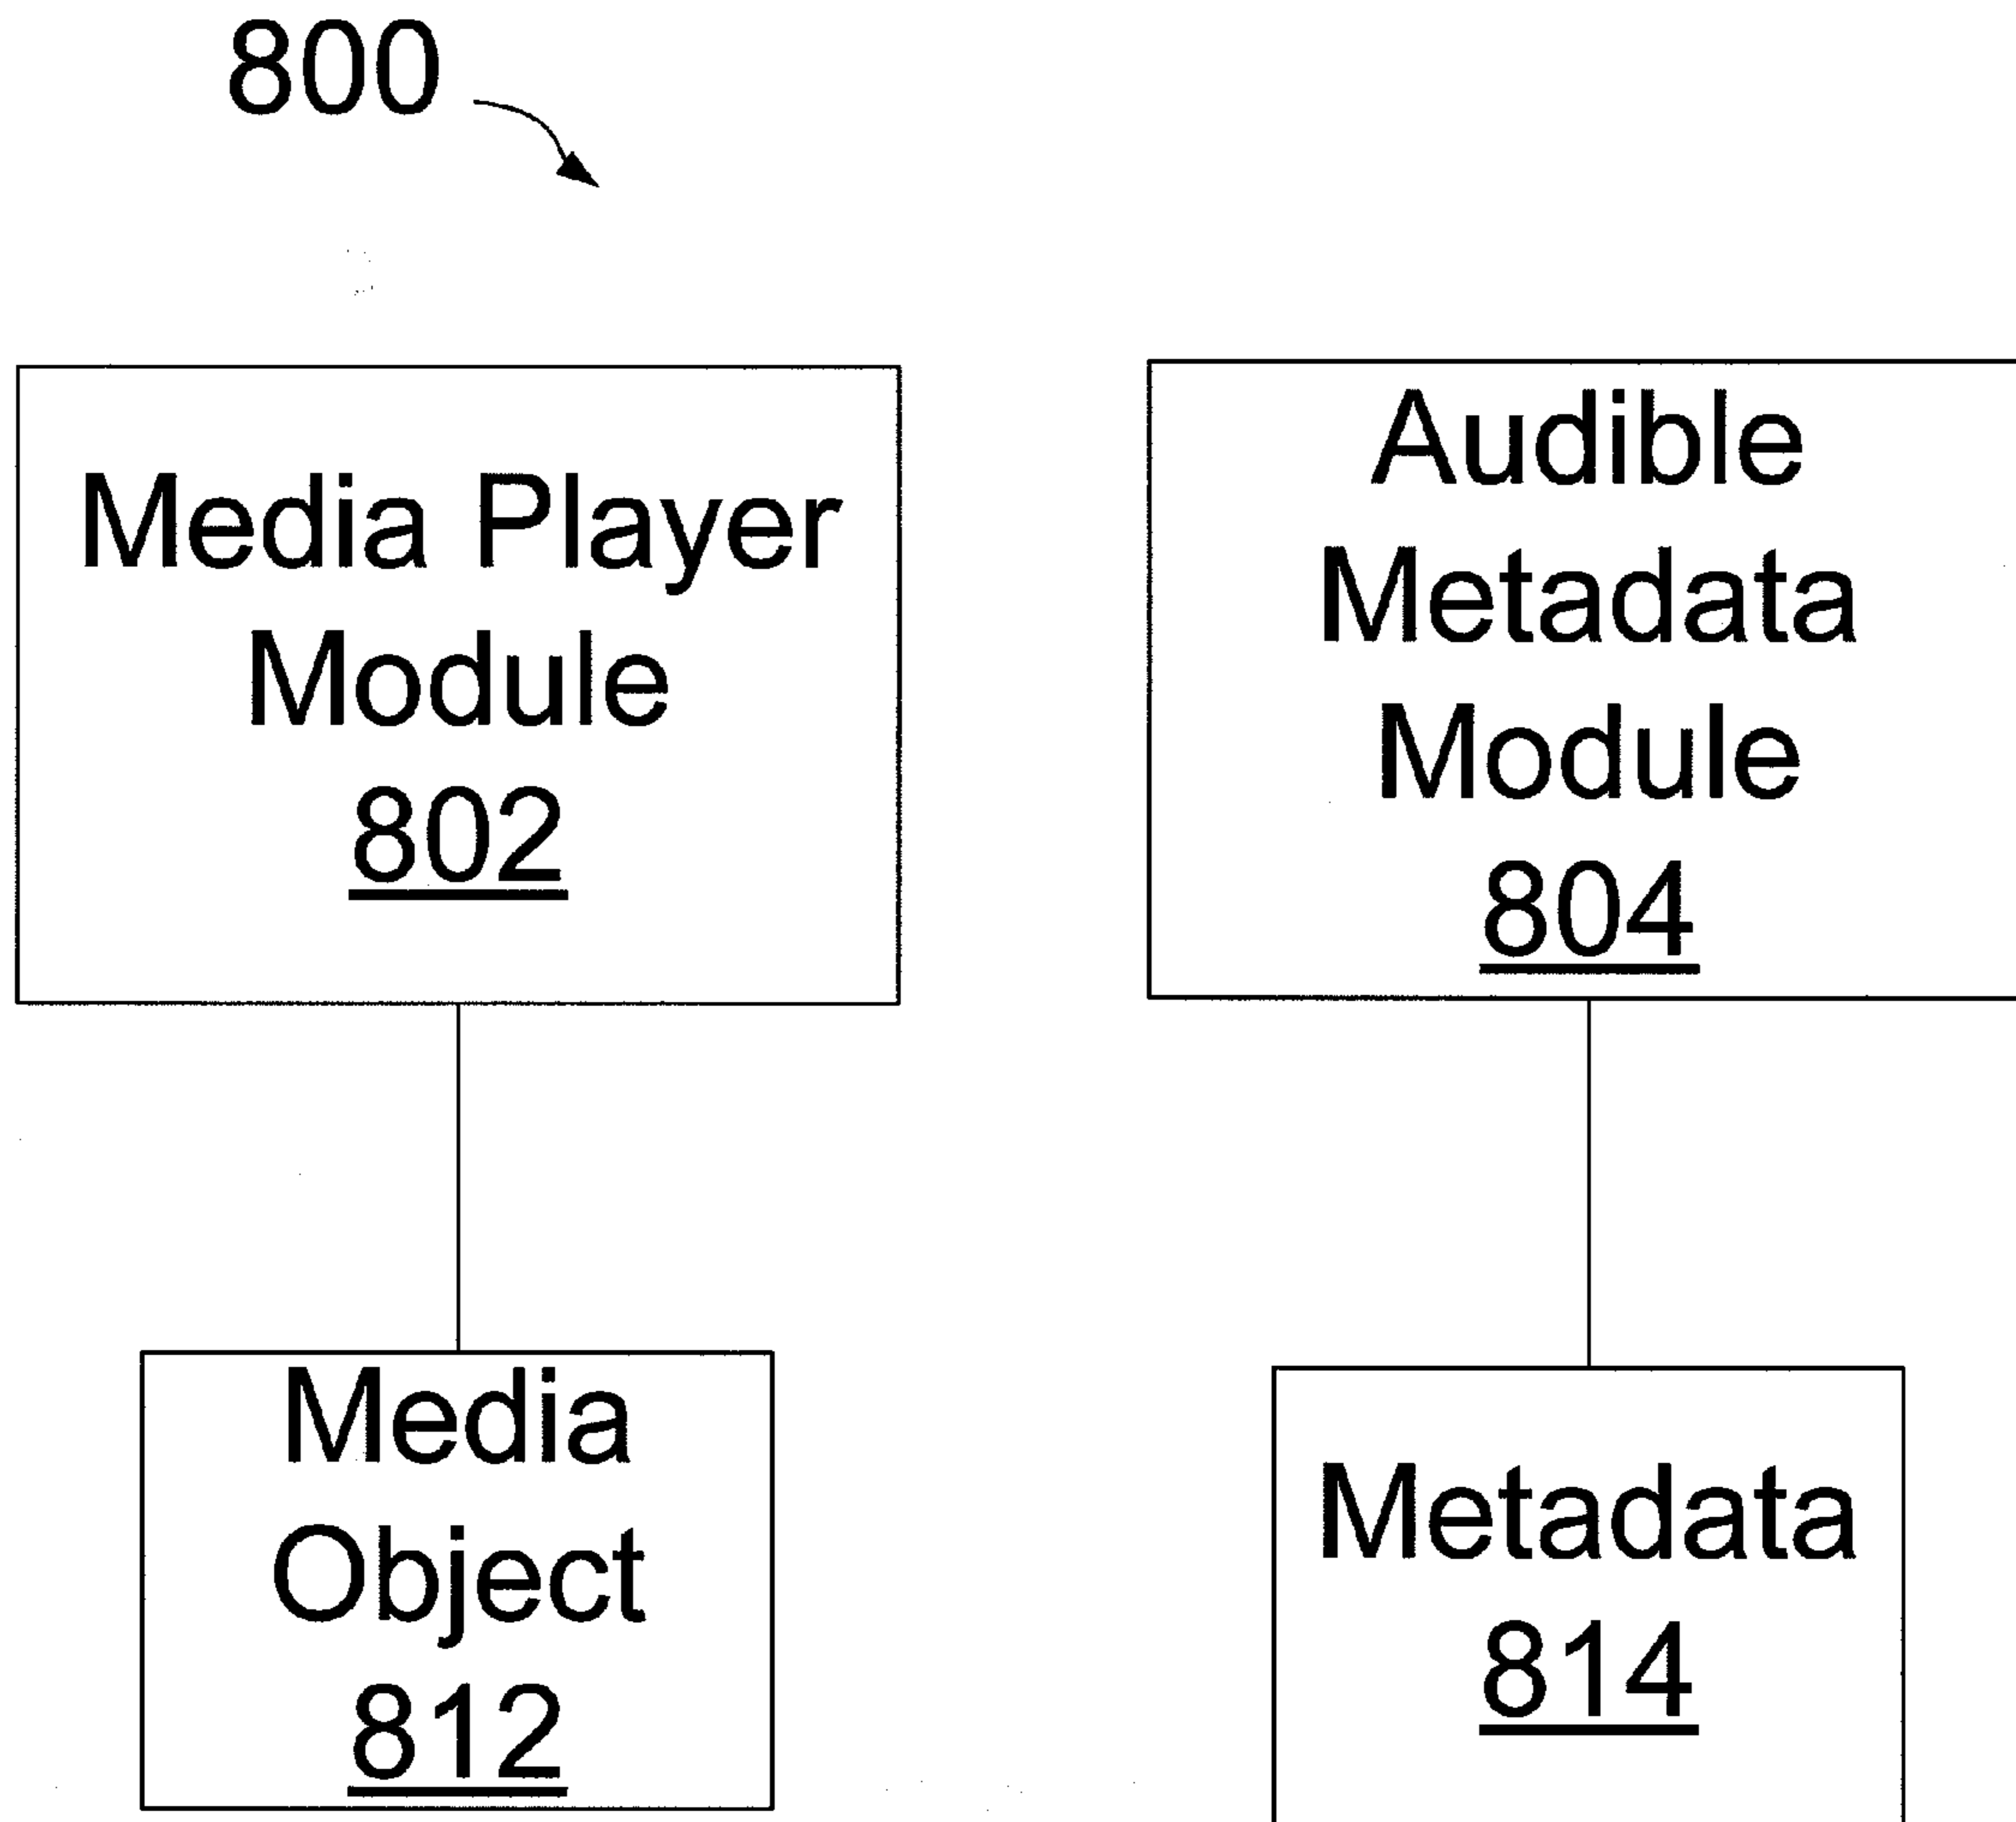 800
Media Player
Module
802
Audible
Metadata
Module
804
Media
Object
812
Metadata
814